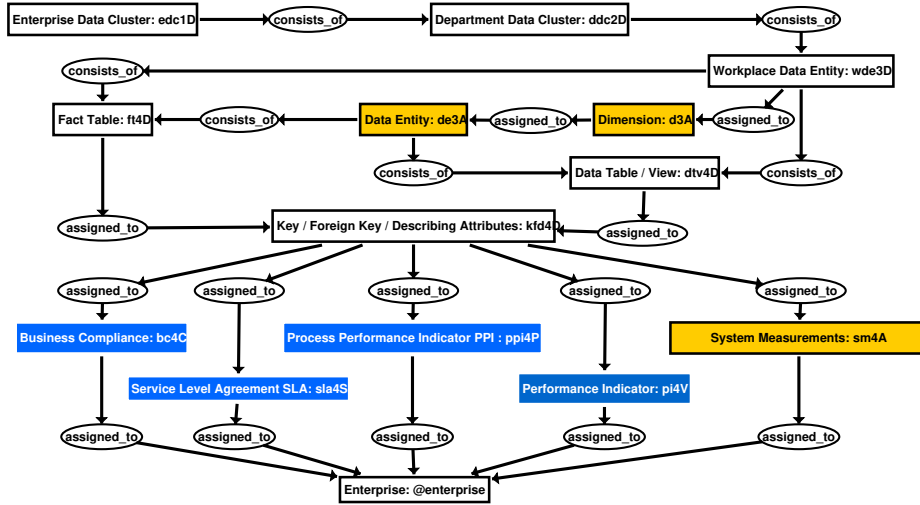 Enterprise Data Cluster: edc1D
consists_of
Department Data Cluster: ddc2D
consists_of
consists_of
Workplace Data Entity: wde3D
Fact Table: ft4D
consists_of
Data Entity: de3A
assigned_to
Dimension: d3A
assigned_to
consists_of
Data Table / View: dtv4D
consists_of
assigned_to
Key / Foreign Key / Describing Attributes: kfd4D
assigned_to
assigned_to
assigned_to
assigned_to
assigned_to
assigned_to
Business Compliance: bc4C
Process Performance Indicator PPI : ppi4P
System Measurements: sm4A
Service Level Agreement SLA: sla4S
Performance Indicator: pi4V
assigned_to
assigned_to
assigned_to
assigned_to
assigned_to
Enterprise: @enterprise